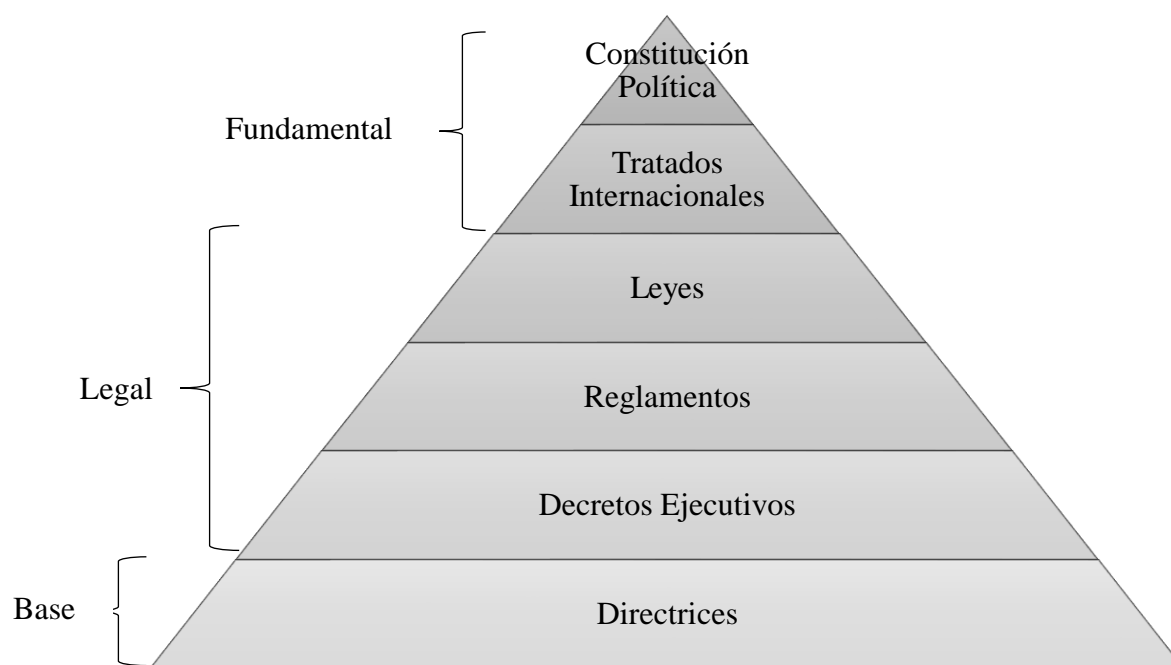 Constitución
Política
Fundamental
Tratados
Internacionales
Leyes
Legal
Reglamentos
Decretos Ejecutivos
Base
Directrices